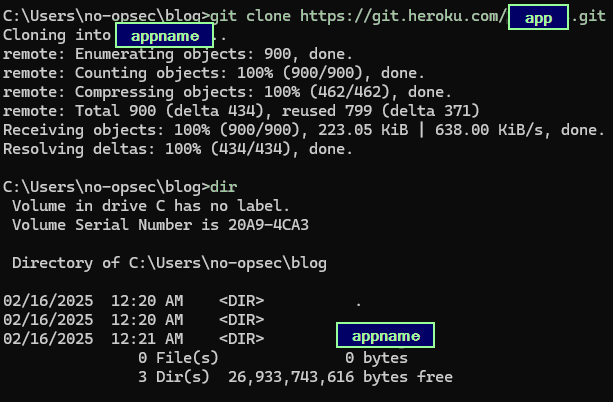 C:\Users\no-opsec\blog>git clone https://git.heroku.com/ app .git
Cloning into appname ..
remote: Enumerating objects: 900, done.
remote: Counting objects: 100% (900/900), done.
remote: Compressing objects: 100% (462/462), done.
remote: Total 900 (delta 434), reused 799 (delta 371)
Receiving objects: 100% (900/900), 223.05 KiB | 638.00 KiB/s, done.
Resolving deltas: 100% (434/434), done.
C:\Users\no-opsec\blog>dir
Volume in drive C has no label.
Volume Serial Number is 20A9-4CA3
Directory of C:\Users\no-opsec\blog
02/16/2025 12:20 AM <DIR> .
02/16/2025 12:20 AM <DIR>
02/16/2025 12:21 AM <DIR> appname
0 File(s) 0 bytes
3 Dir(s) 26,933,743,616 bytes free